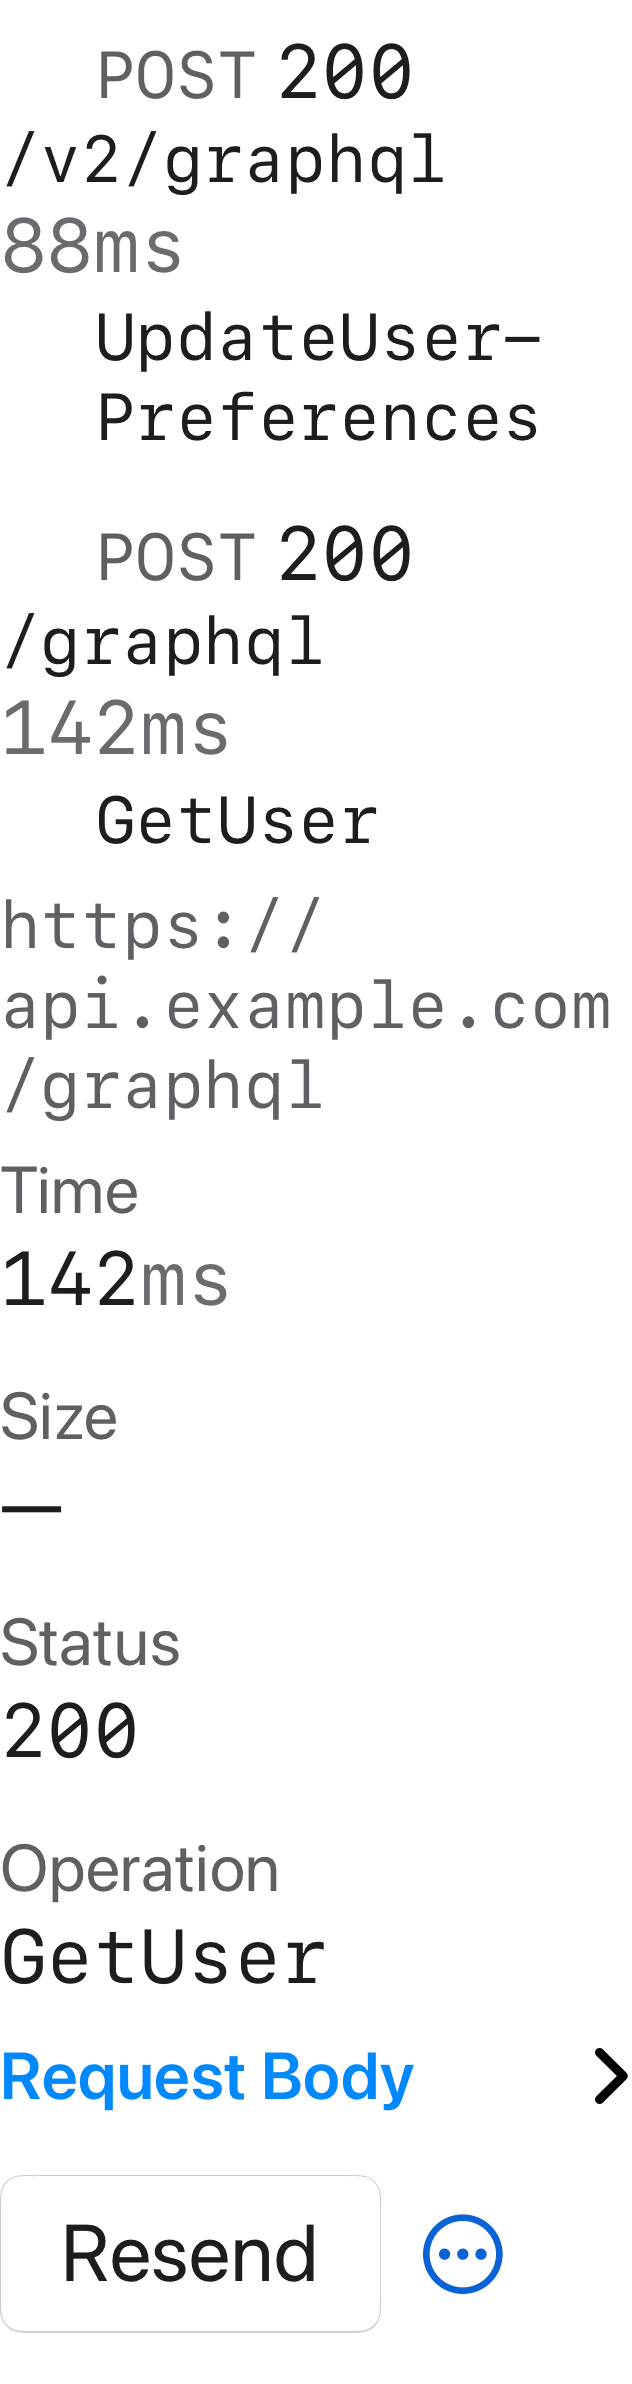 POST 200
/v2/graphql
88ms
UpdateUser-
Preferences
POST 200
/graphql
142ms
GetUser
https://
api.example.com
/graphql
Time
142ms
Size
—
Status
200
Operation
GetUser
Request Body
Resend